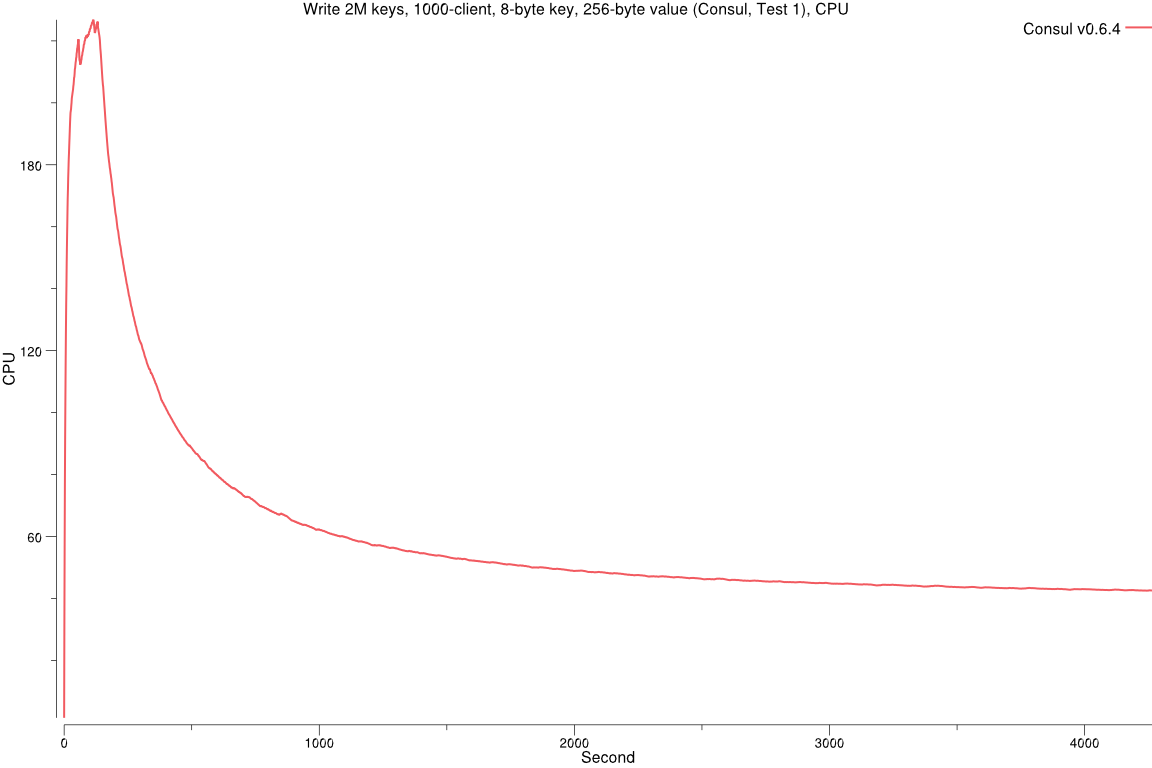 Write 2M keys, 1000-client, 8-byte key, 256-byte value (Consul, Test 1), CPU
Consul v0.6.4
180
120
CPU
60
0 1000 2000 3000 4000
Second